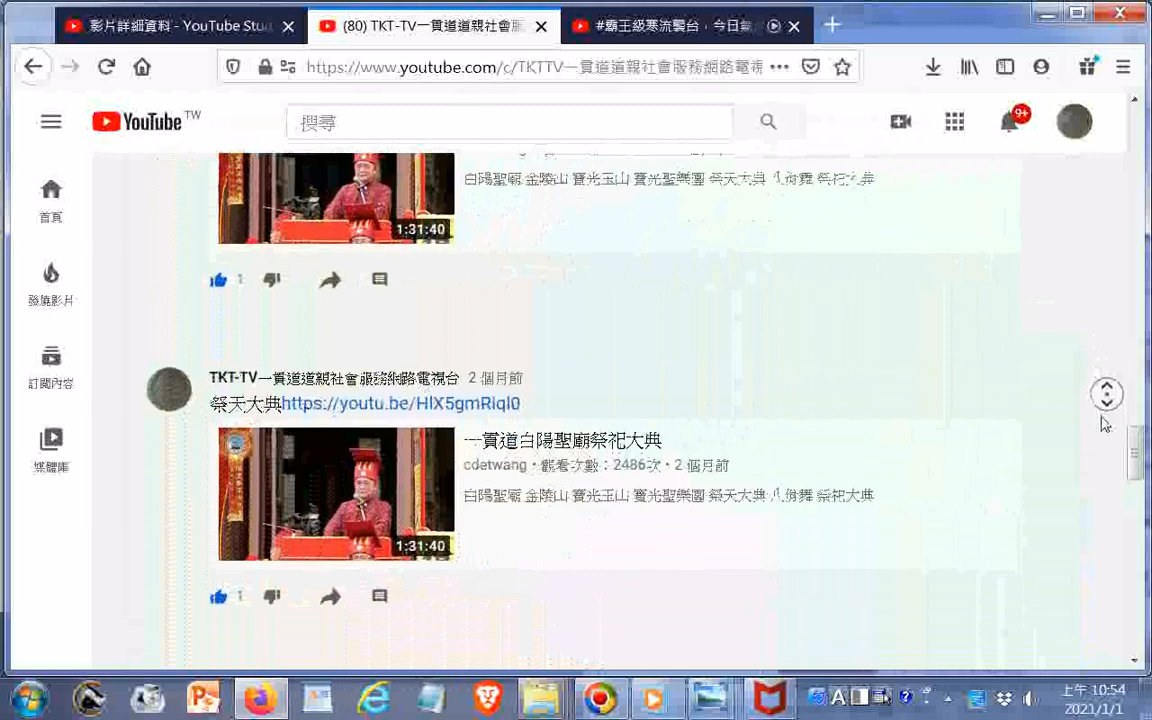 影片詳細資料 - YouTube Stu
(80) TKT-TV一貫道道親社會服
#霸王級寒流襲台，今日氣
https://www.youtube.com/c/TKTTV一貫道道親社會服務網路電視
YouTube TW
搜尋
9+
首頁
發燒影片
訂閱內容
媒體庫
白陽聖廟 金陵山 寶光玉山 寶光聖樂團 祭天大典 八佾舞 祭祀大典
1:31:40
1
TKT-TV一貫道道親社會服務網路電視台 2 個月前
祭天大典https://youtu.be/HlX5gmRlql0
一貫道白陽聖廟祭祀大典
cdetwang・觀看次數：2486次・2 個月前
白陽聖廟 金陵山 寶光玉山 寶光聖樂團 祭天大典 八佾舞 祭祀大典
1:31:40
1
上午 10:54
2021/1/1